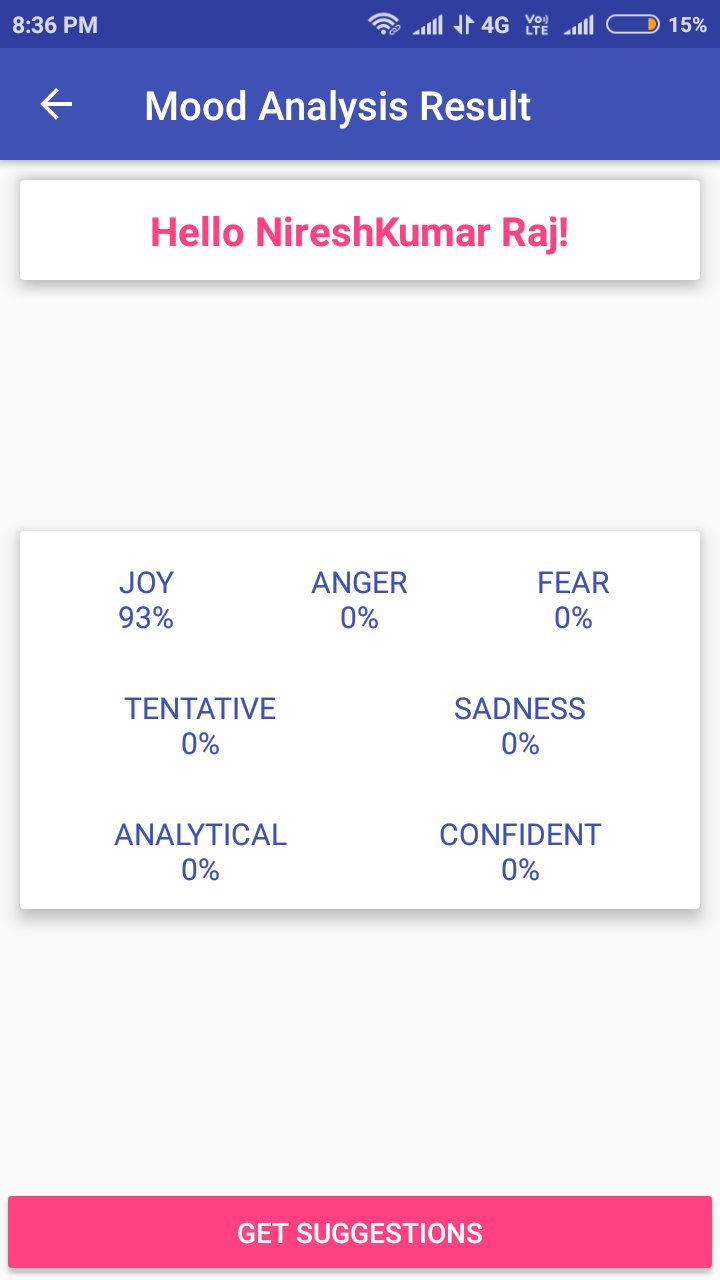 8:36 PM 4G Vo)) LTE 15%
Mood Analysis Result
Hello NireshKumar Raj!
JOY ANGER FEAR
93% 0% 0%
TENTATIVE SADNESS
0% 0%
ANALYTICAL CONFIDENT
0% 0%
GET SUGGESTIONS